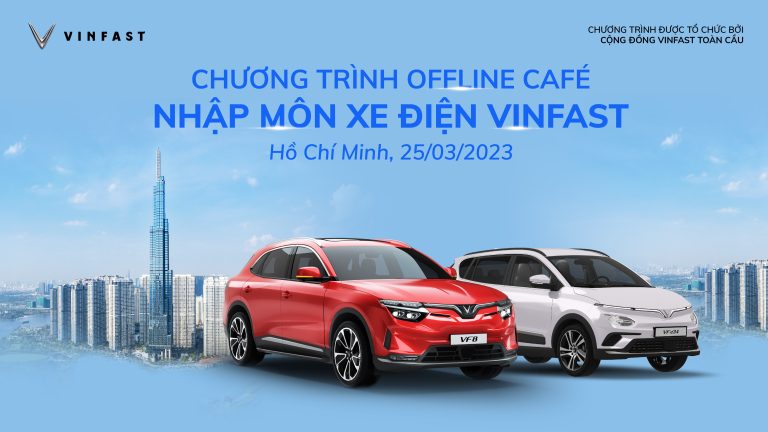 VINFAST
CHƯƠNG TRÌNH ĐƯỢC TỔ CHỨC BỞI
CỘNG ĐỒNG VINFAST TOÀN CẦU
CHƯƠNG TRÌNH OFFLINE CAFÉ
NHẬP MÔN XE ĐIỆN VINFAST
Hồ Chí Minh, 25/03/2023
VF8
VFe34